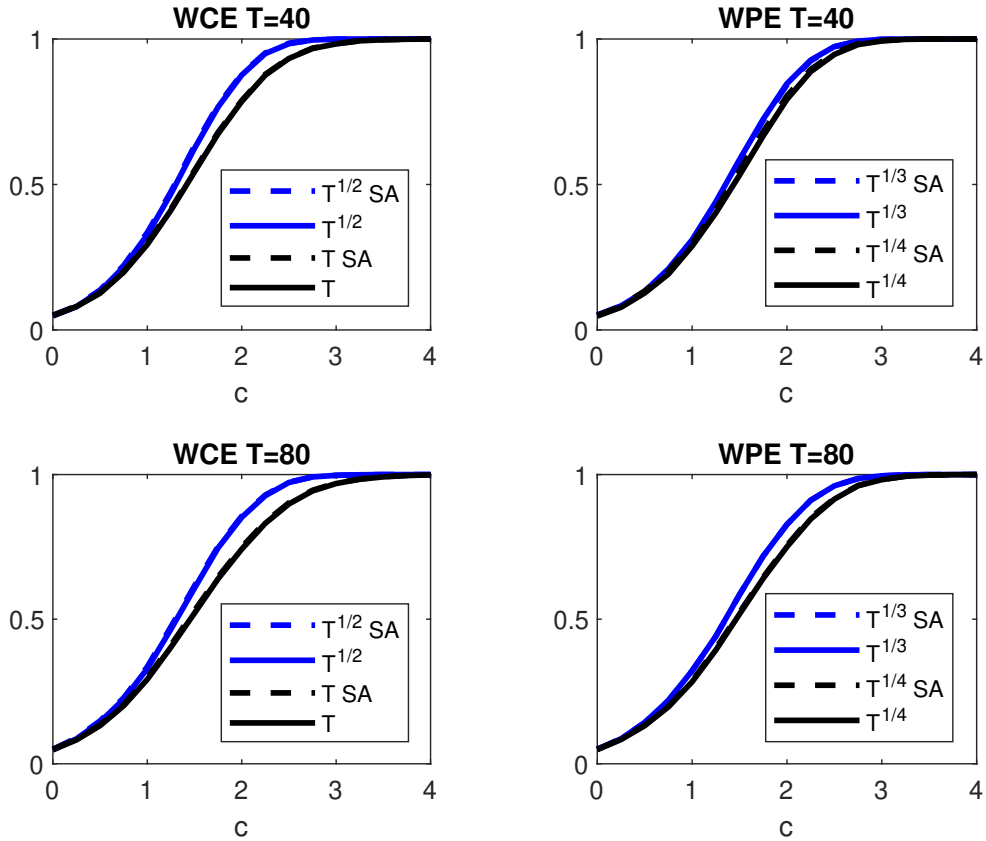 WCE T=40
1
0.5
0
0 1 2 3 4
c
T^{1/2} SA
T^{1/2}
T SA
T
WPE T=40
1
0.5
0
0 1 2 3 4
c
T^{1/3} SA
T^{1/3}
T^{1/4} SA
T^{1/4}
WCE T=80
1
0.5
0
0 1 2 3 4
c
T^{1/2} SA
T^{1/2}
T SA
T
WPE T=80
1
0.5
0
0 1 2 3 4
c
T^{1/3} SA
T^{1/3}
T^{1/4} SA
T^{1/4}